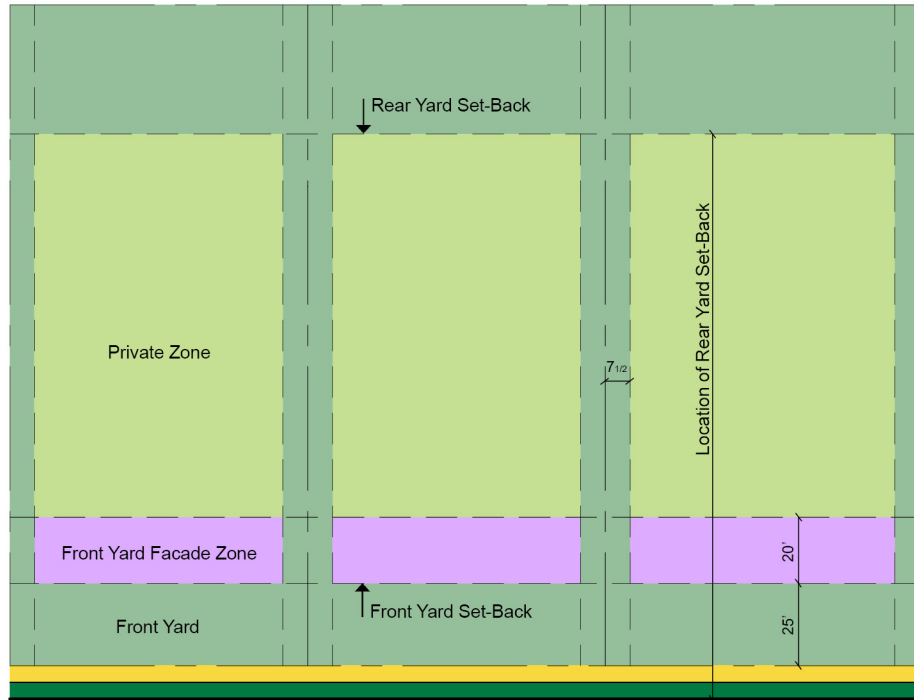 Rear Yard Set-Back
Location of Rear Yard Set-Back
Private Zone
7 1/2
Front Yard Facade Zone
20'
Front Yard Set-Back
Front Yard
25'